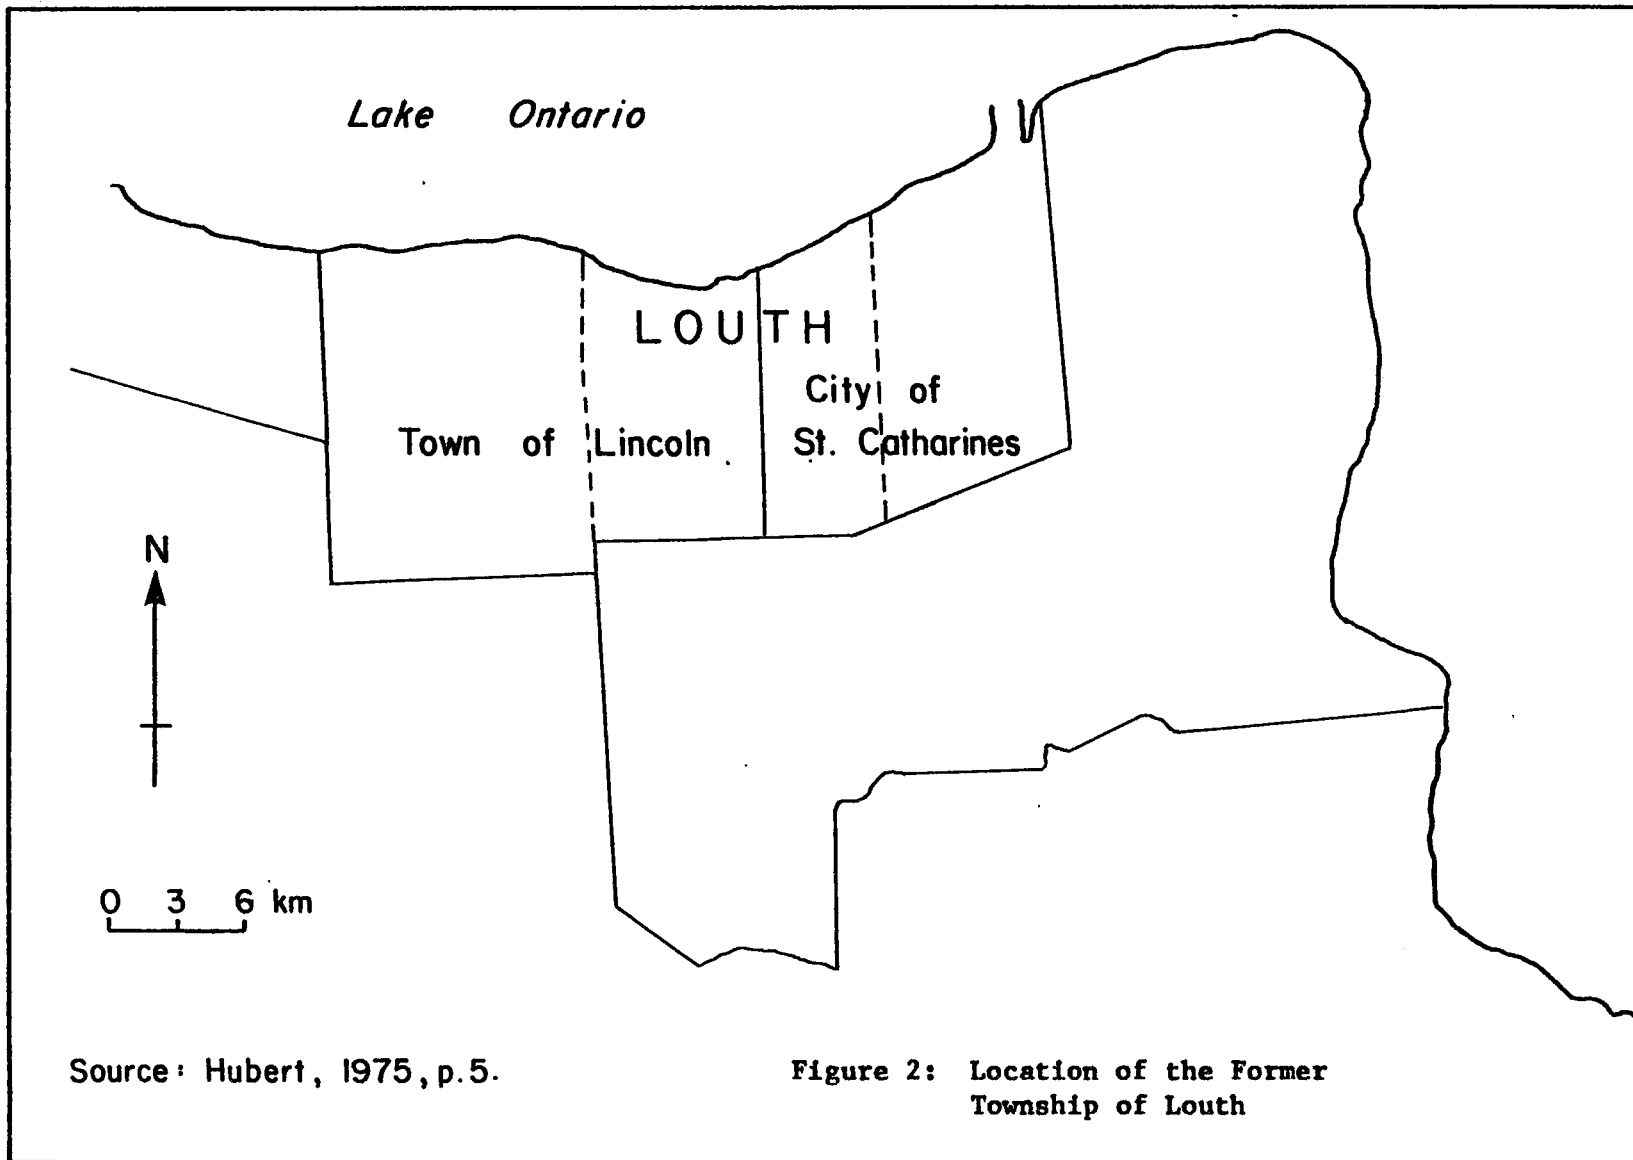 Lake Ontario
LOUTH
City of
Town of Lincoln
St. Catharines
N
0 3 6 km
Source: Hubert, 1975, p.5.
Figure 2: Location of the Former
Township of Louth